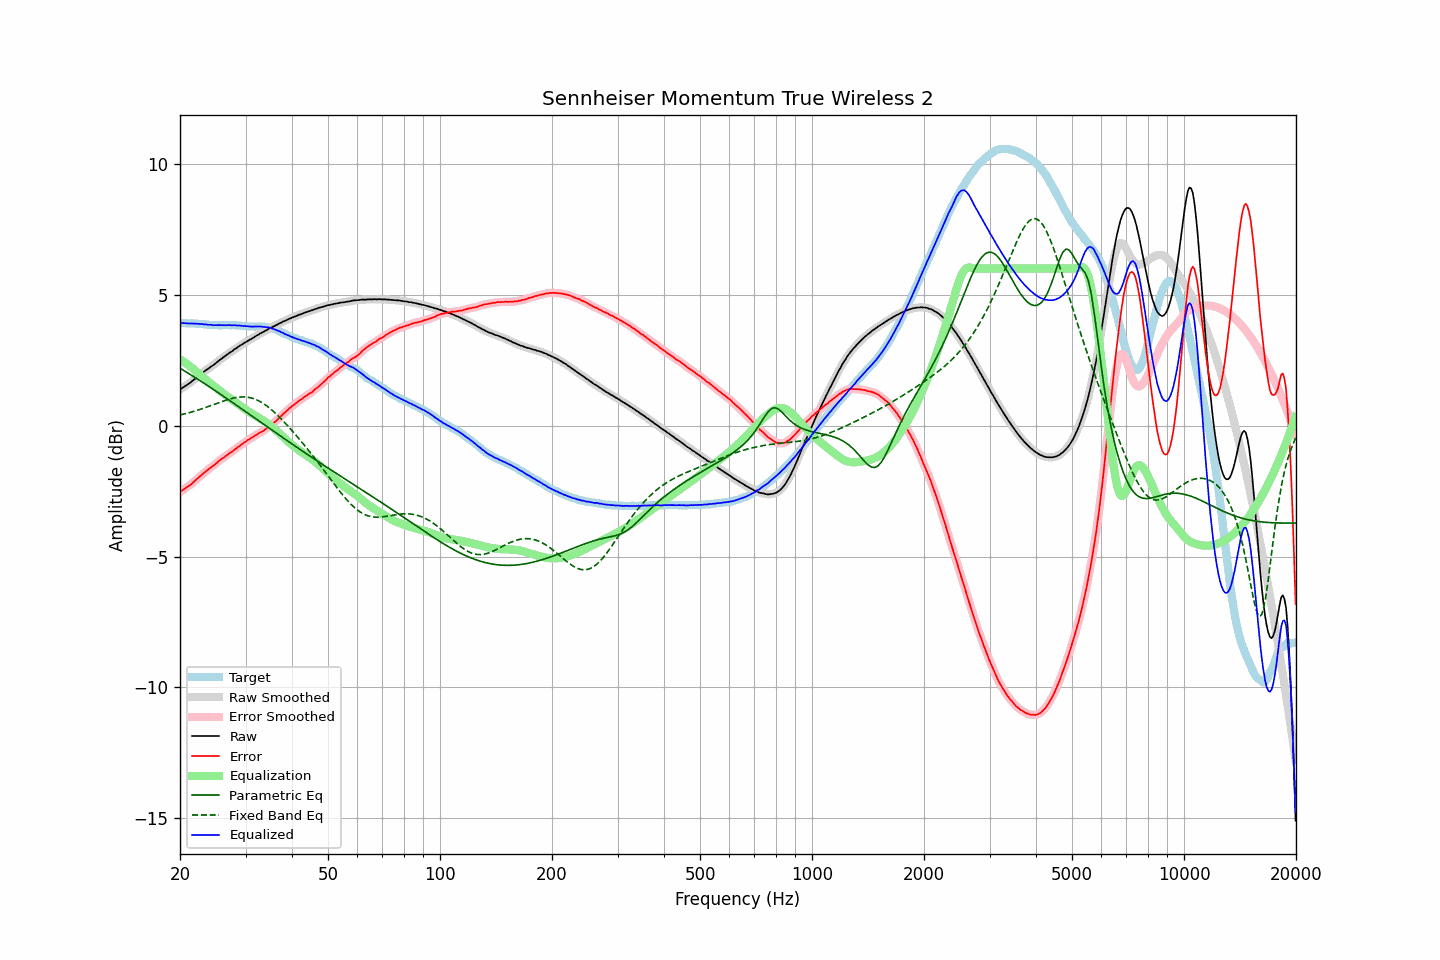 Sennheiser Momentum True Wireless 2
Amplitude (dBr)
10
5
0
−5
−10
−15
Target
Raw Smoothed
Error Smoothed
Raw
Error
Equalization
Parametric Eq
Fixed Band Eq
Equalized
20 50 100 200 500 1000 2000 5000 10000 20000
Frequency (Hz)